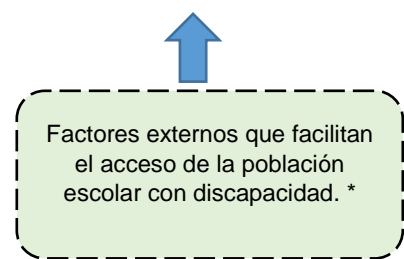 Factores externos que facilitan
el acceso de la población
escolar con discapacidad. *